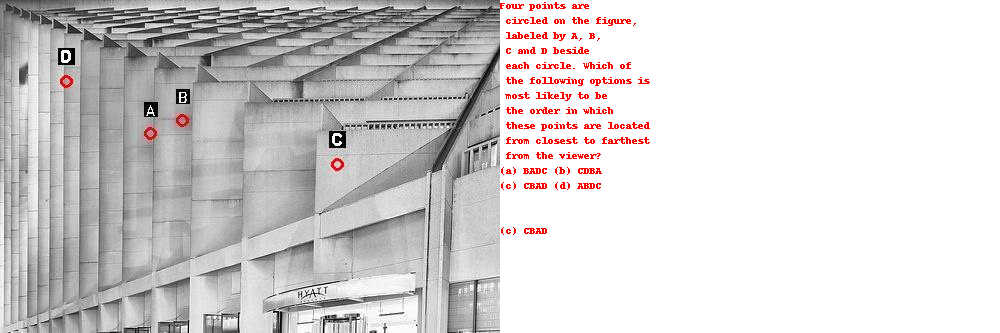 D
B
A
C
HYATT
Four points are
circled on the figure,
labeled by A, B,
C and D beside
each circle. Which of
the following options is
most likely to be
the order in which
these points are located
from closest to farthest
from the viewer?
(a) BADC (b) CDBA
(c) CBAD (d) ABDC
(c) CBAD